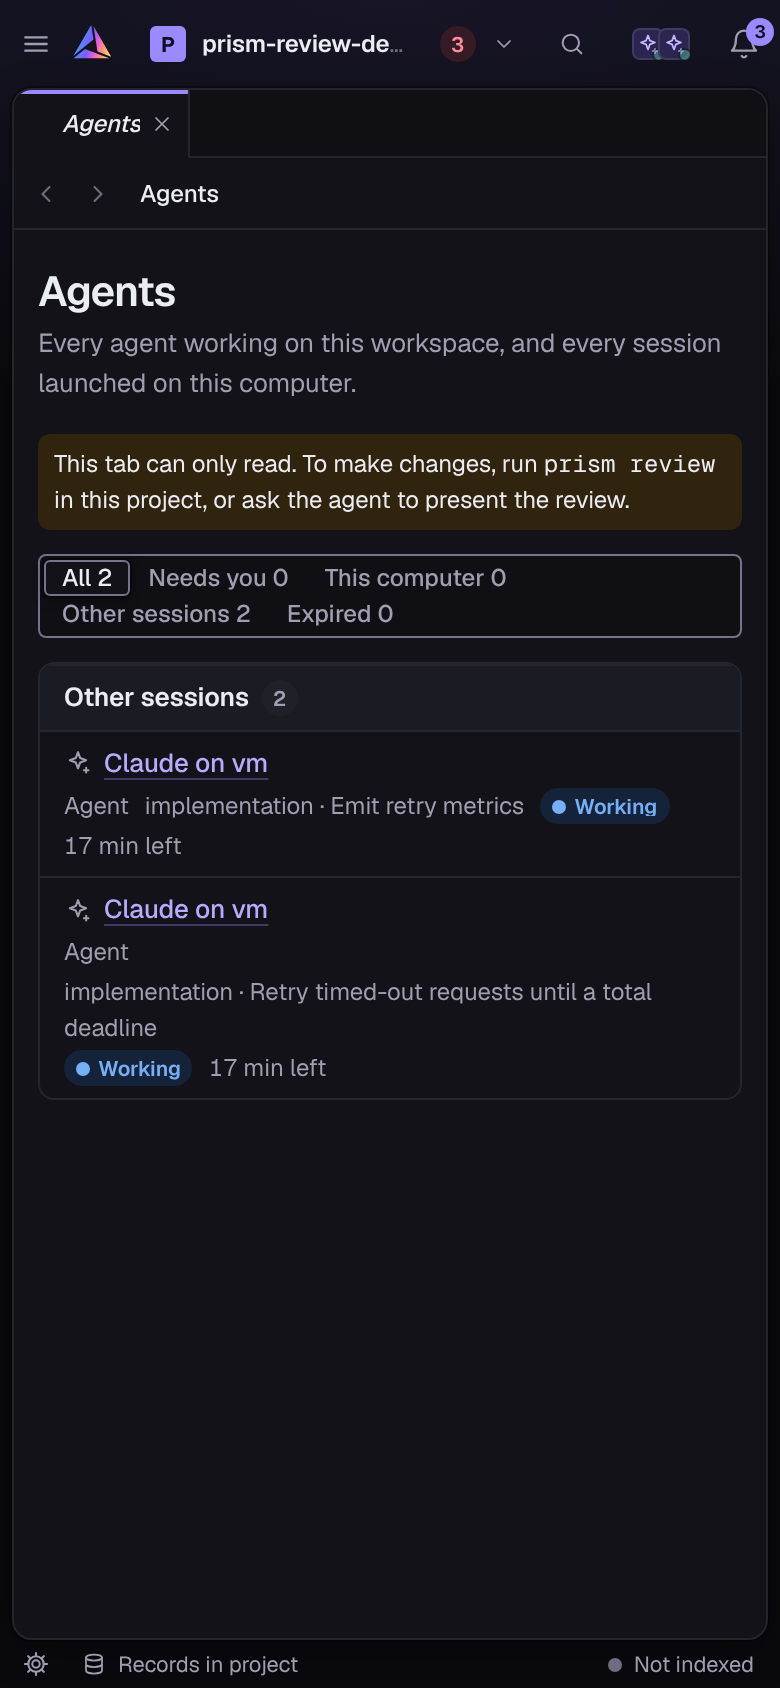 P prism-review-de... 3 3
Agents
Agents
Agents
Every agent working on this workspace, and every session
launched on this computer.
This tab can only read. To make changes, run prism review
in this project, or ask the agent to present the review.
All 2 Needs you 0 This computer 0
Other sessions 2 Expired 0
Other sessions 2
Claude on vm
Agent implementation · Emit retry metrics Working
17 min left
Claude on vm
Agent
implementation · Retry timed-out requests until a total
deadline
Working 17 min left
Records in project Not indexed